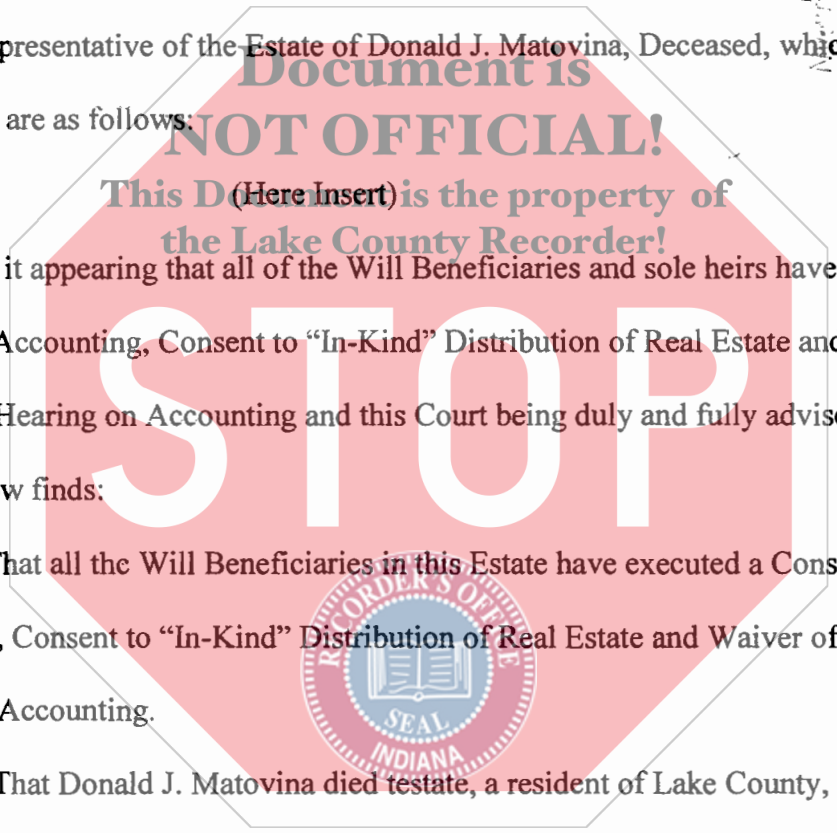 presentative of the Estate of Donald J. Matovina, Deceased, whic
Document is
are as follows:
NOT OFFICIAL!
This Document is the property of
(Here Insert)
the Lake County Recorder!
it appearing that all of the Will Beneficiaries and sole heirs have
Accounting, Consent to “In-Kind” Distribution of Real Estate and
STOP
Hearing on Accounting and this Court being duly and fully advise
w finds:
That all the Will Beneficiaries in this Estate have executed a Cons
RECORDER'S OFFICE
, Consent to “In-Kind” Distribution of Real Estate and Waiver of
Accounting.
SEAL
INDIANA
That Donald J. Matovina died testate, a resident of Lake County,